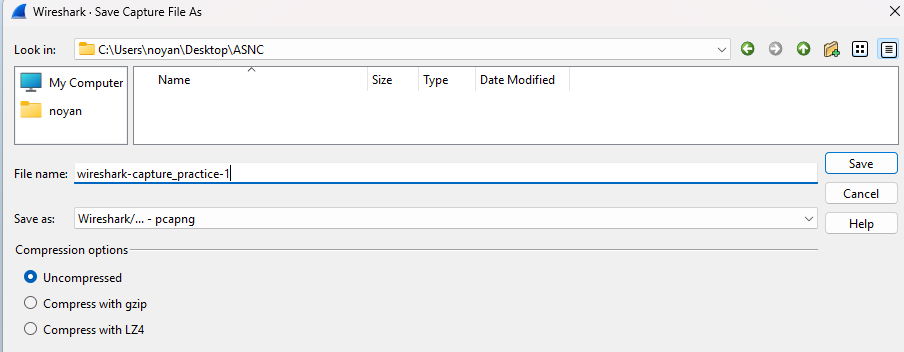 Wireshark · Save Capture File As
Look in: C:\Users\noyan\Desktop\ASNC
My Computer
noyan
Name Size Type Date Modified
File name: wireshark-capture_practice-1
Save
Cancel
Save as: Wireshark/... - pcapng
Help
Compression options
Uncompressed
Compress with gzip
Compress with LZ4